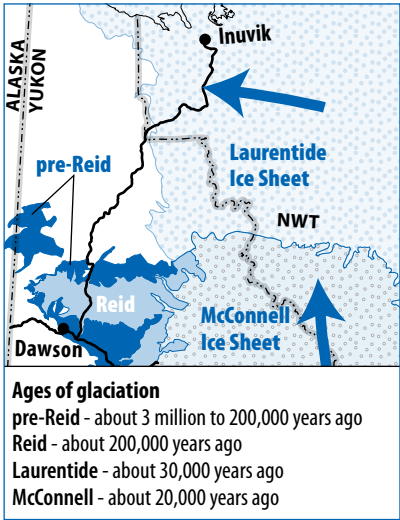 Inuvik
ALASKA
YUKON
pre-Reid
Laurentide
Ice Sheet
NWT
Reid
McConnell
Ice Sheet
Dawson
Ages of glaciation
pre-Reid - about 3 million to 200,000 years ago
Reid - about 200,000 years ago
Laurentide - about 30,000 years ago
McConnell - about 20,000 years ago